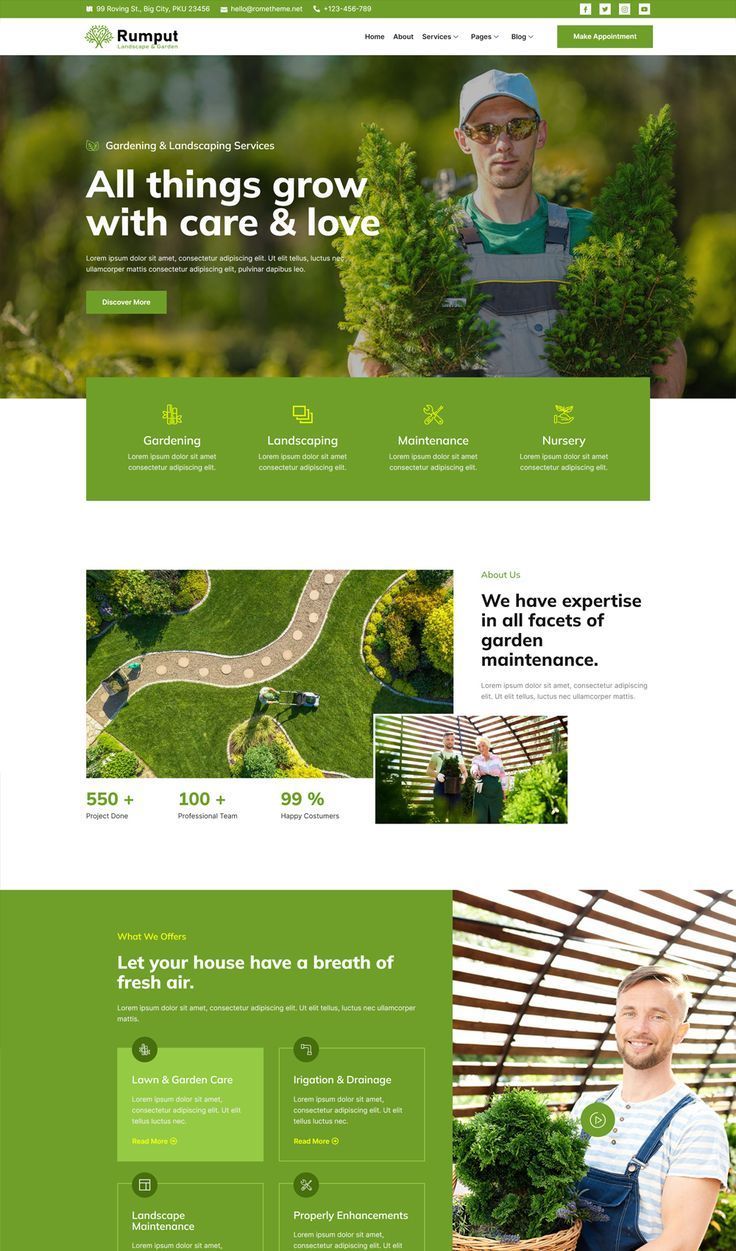 99 Roving St., Big City, PKU 23456 hello@rometheme.net +123-456-789
Rumput
Landscape & Garden
Home About Services Pages Blog Make Appointment
Gardening & Landscaping Services
All things grow
with care & love
Lorem ipsum dolor sit amet, consectetur adipiscing elit. Ut elit tellus, luctus nec
ullamcorper mattis consectetur adipiscing elit, pulvinar dapibus leo.
Discover More
Gardening
Lorem ipsum dolor sit amet
consectetur adipiscing elit.
Landscaping
Lorem ipsum dolor sit amet
consectetur adipiscing elit.
Maintenance
Lorem ipsum dolor sit amet
consectetur adipiscing elit.
Nursery
Lorem ipsum dolor sit amet
consectetur adipiscing elit.
About Us
We have expertise
in all facets of
garden
maintenance.
Lorem ipsum dolor sit amet, consectetur adipiscing
elit. Ut elit tellus, luctus nec ullamcorper mattis.
550 +
Project Done
100 +
Professional Team
99 %
Happy Costumers
What We Offers
Let your house have a breath of
fresh air.
Lorem ipsum dolor sit amet, consectetur adipiscing elit. Ut elit tellus, luctus nec ullamcorper
mattis.
Lawn & Garden Care
Lorem ipsum dolor sit amet,
consectetur adipiscing elit. Ut elit
tellus, luctus nec.
Read More
Irigation & Drainage
Lorem ipsum dolor sit amet,
consectetur adipiscing elit. Ut elit
tellus, luctus nec.
Read More
Landscape
Maintenance
Lorem ipsum dolor sit amet,
Properly Enhancements
Lorem ipsum dolor sit amet,